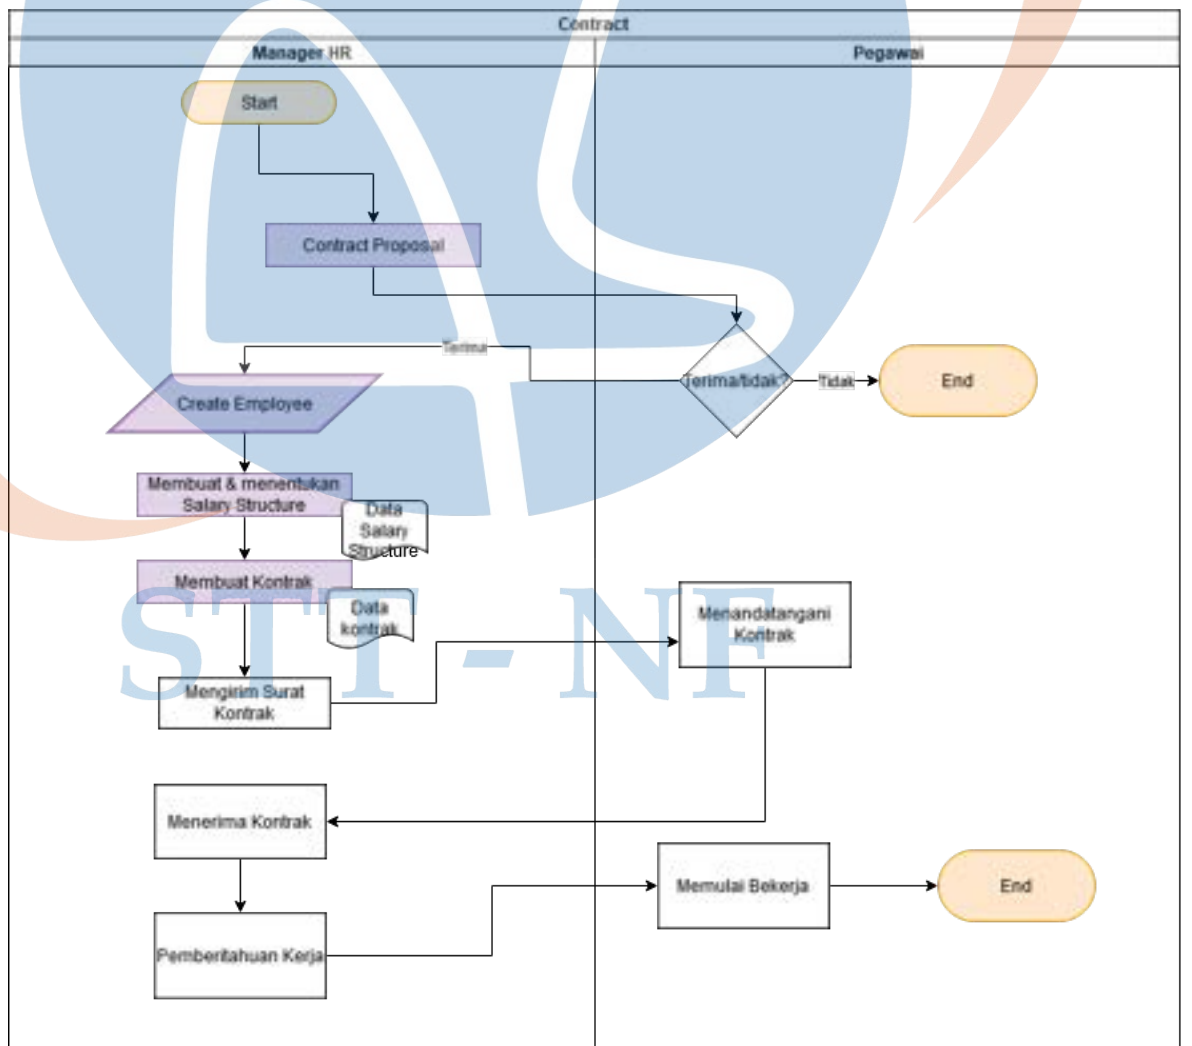 Contract
Manager HR
Pegawai
Start
Contract Proposal
Terima
Terima/tidak?
Tidak
End
Create Employee
Membuat & menentukan
Salary Structure
Data
Salary
Structure
Membuat Kontrak
Data
kontrak
Menandatangani
Kontrak
STT - NF
Mengirim Surat
Kontrak
Menerima Kontrak
Memulai Bekerja
End
Pemberitahuan Kerja